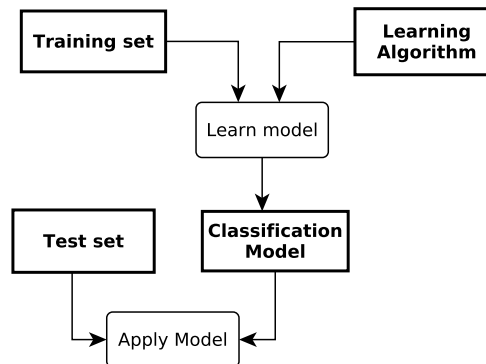 Training set
Learning
Algorithm
Learn model
Test set
Classification
Model
Apply Model